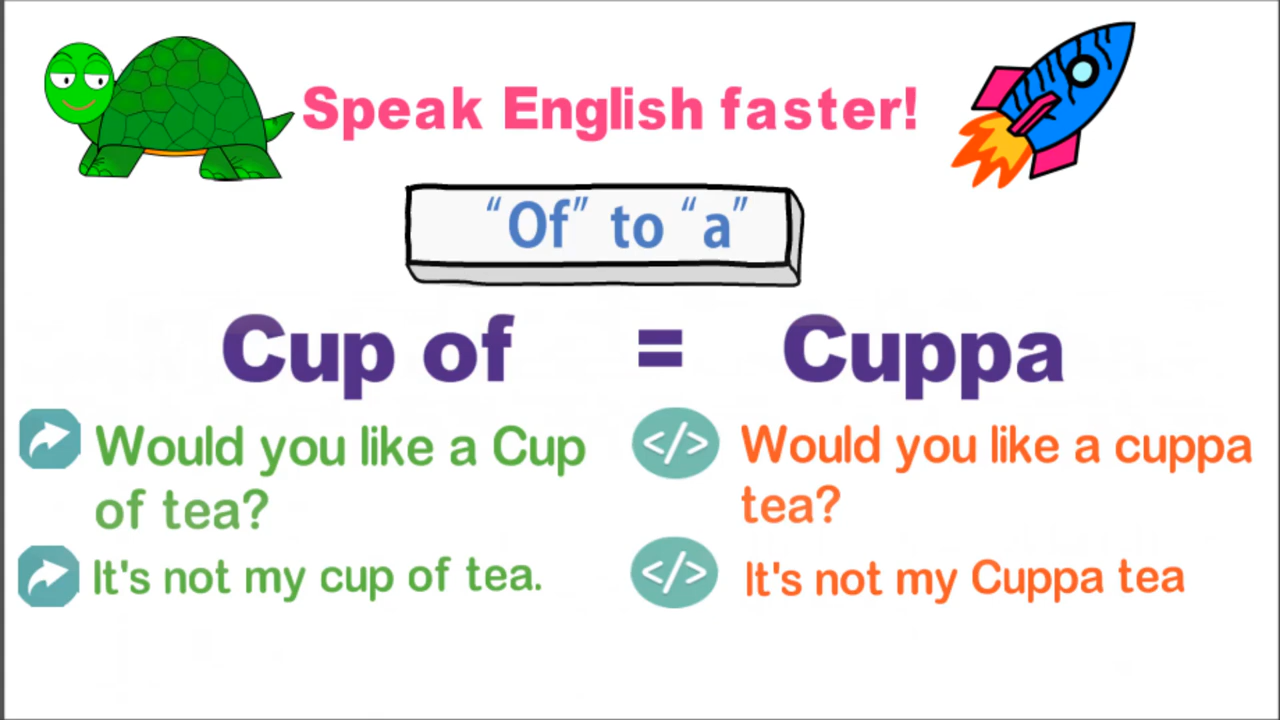 Speak English faster!
“Of” to “a”
Cup of = Cuppa
Would you like a Cup
of tea?
</> Would you like a cuppa
tea?
It's not my cup of tea.
</> It's not my Cuppa tea